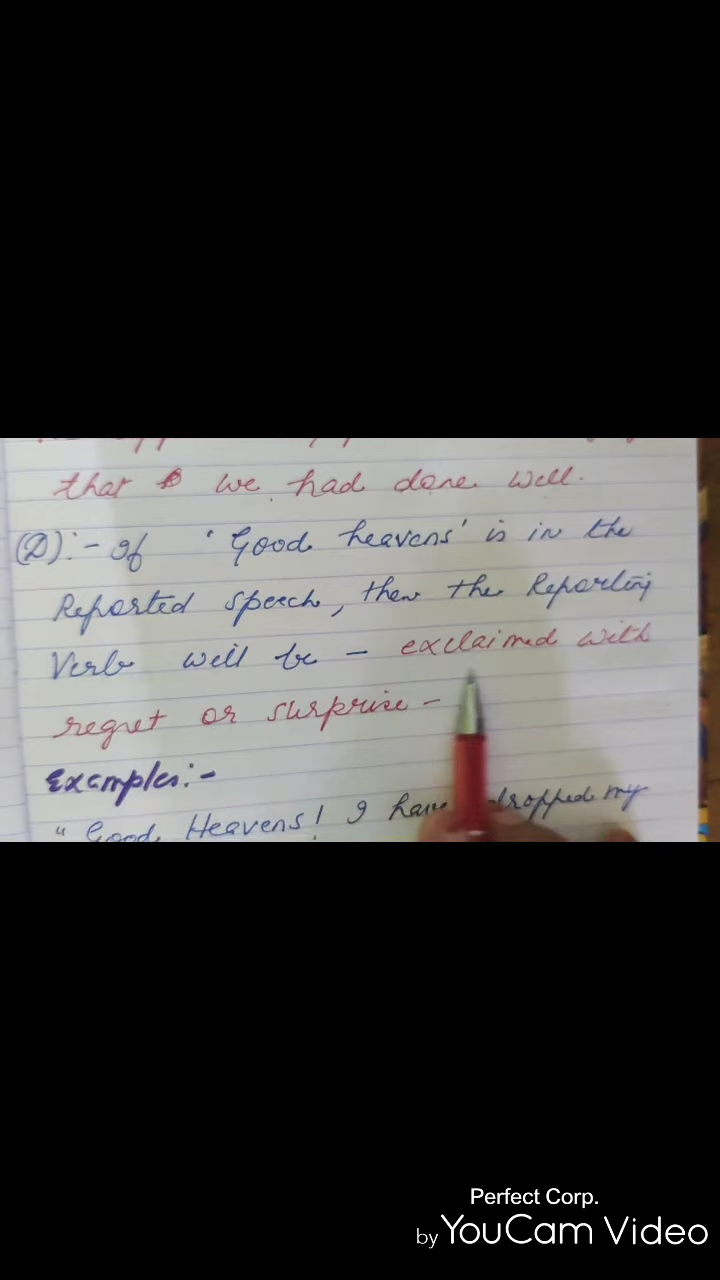 that we had done well.
(D):- If 'Good heavens' is in the
Reported speech, then the Reporting
Verb will be - exclaimed with
regret or surprise -
Examples:-
" Good Heavens! I have dropped my
Perfect Corp.
by YouCam Video